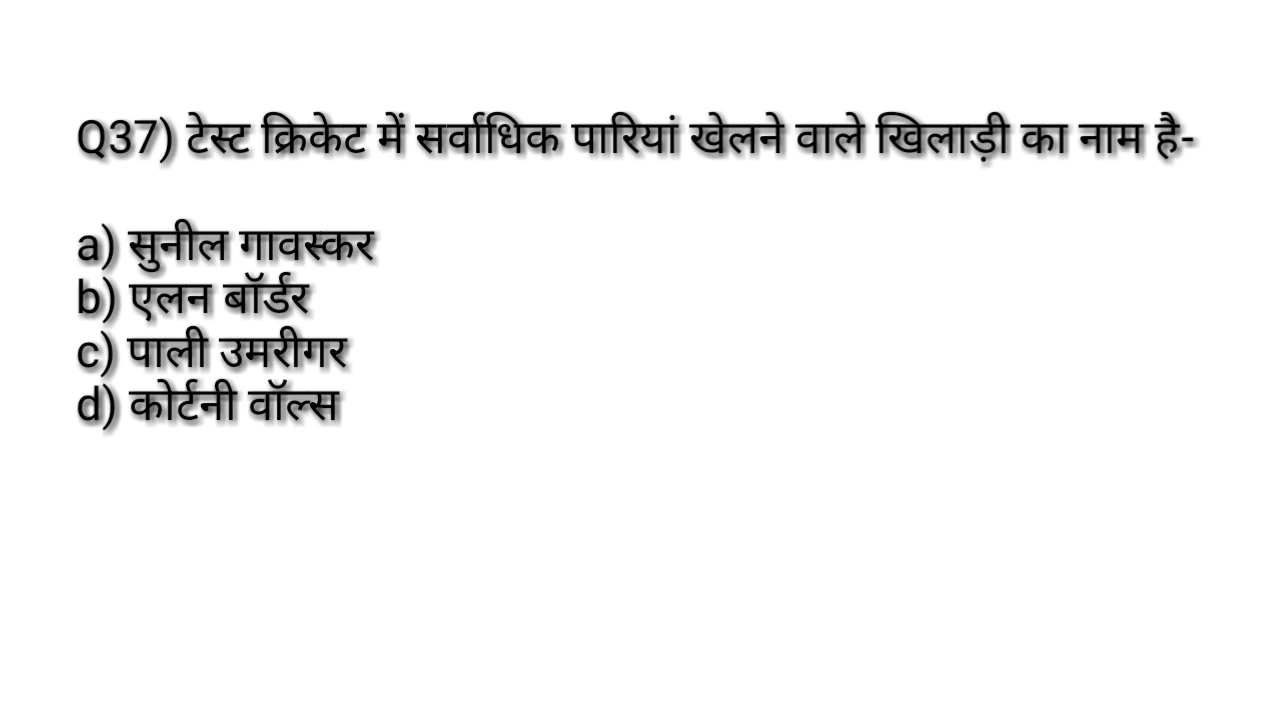 Q37) टेस्ट क्रिकेट में सर्वाधिक पारियां खेलने वाले खिलाड़ी का नाम है-
a) सुनील गावस्कर
b) एलन बॉर्डर
c) पाली उमरीगर
d) कोर्टनी वॉल्स